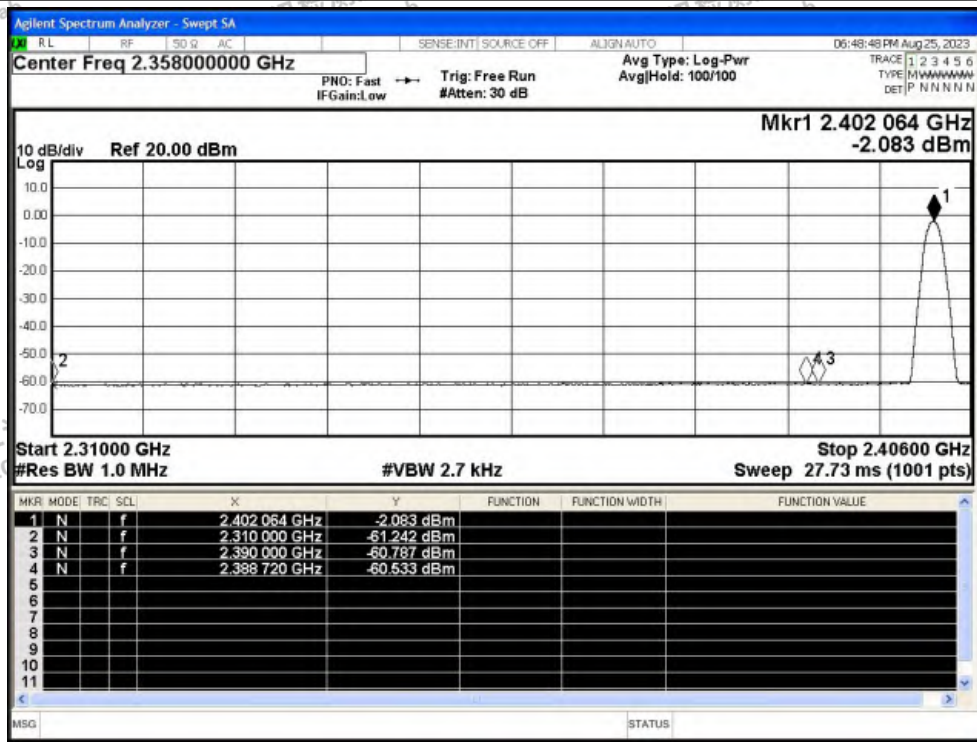 Agilent Spectrum Analyzer - Swept SA
RL RF 50 Ω AC SENSE:INT SOURCE OFF ALIGNAUTO 06:48:48 PM Aug 25, 2023
Center Freq 2.358000000 GHz
PNO: Fast
IFGain:Low
Trig: Free Run
#Atten: 30 dB
Avg Type: Log-Pwr
Avg|Hold: 100/100
TRACE 1 2 3 4 5 6
TYPE MWWWWW
DET P N N N N N
Mkr1 2.402 064 GHz
-2.083 dBm
10 dB/div Ref 20.00 dBm
Log
10.0
0.00
-10.0
-20.0
-30.0
-40.0
-50.0
-60.0
-70.0
1
2
4 3
Start 2.31000 GHz Stop 2.40600 GHz
#Res BW 1.0 MHz #VBW 2.7 kHz Sweep 27.73 ms (1001 pts)
MKR MODE TRC SCL X Y FUNCTION FUNCTION WIDTH FUNCTION VALUE
1 N f 2.402 064 GHz -2.083 dBm
2 N f 2.310 000 GHz -61.242 dBm
3 N f 2.390 000 GHz -60.787 dBm
4 N f 2.388 720 GHz -60.533 dBm
5
6
7
8
9
10
11
MSG STATUS